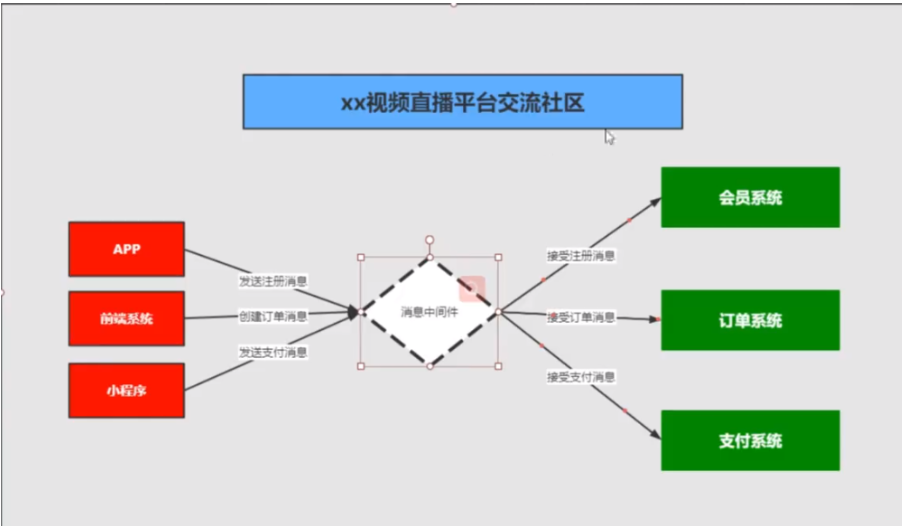 xx视频直播平台交流社区
会员系统
APP
发送注册消息
接受注册消息
前端系统
创建订单消息
消息中间件
接受订单消息
订单系统
发送支付消息
小程序
接受支付消息
支付系统